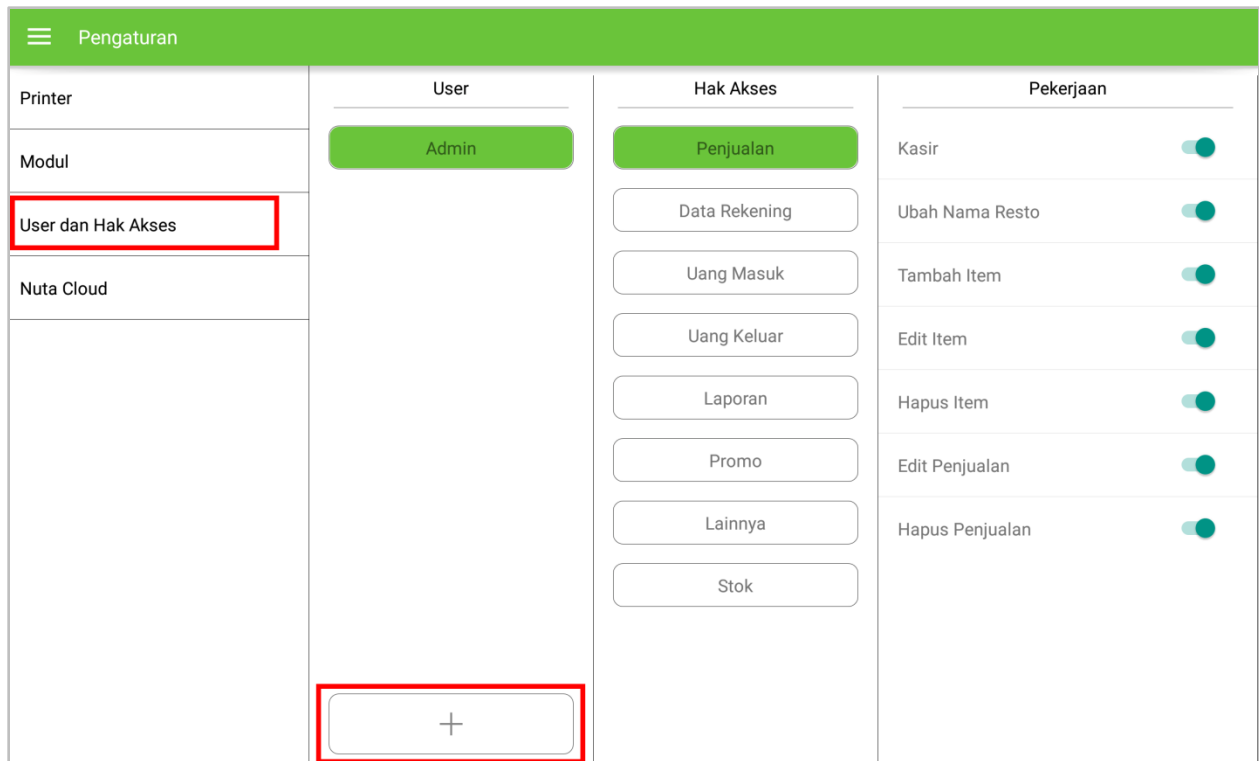 Pengaturan
Printer
Modul
User dan Hak Akses
Nuta Cloud
User
Admin
+
Hak Akses
Penjualan
Data Rekening
Uang Masuk
Uang Keluar
Laporan
Promo
Lainnya
Stok
Pekerjaan
Kasir
Ubah Nama Resto
Tambah Item
Edit Item
Hapus Item
Edit Penjualan
Hapus Penjualan